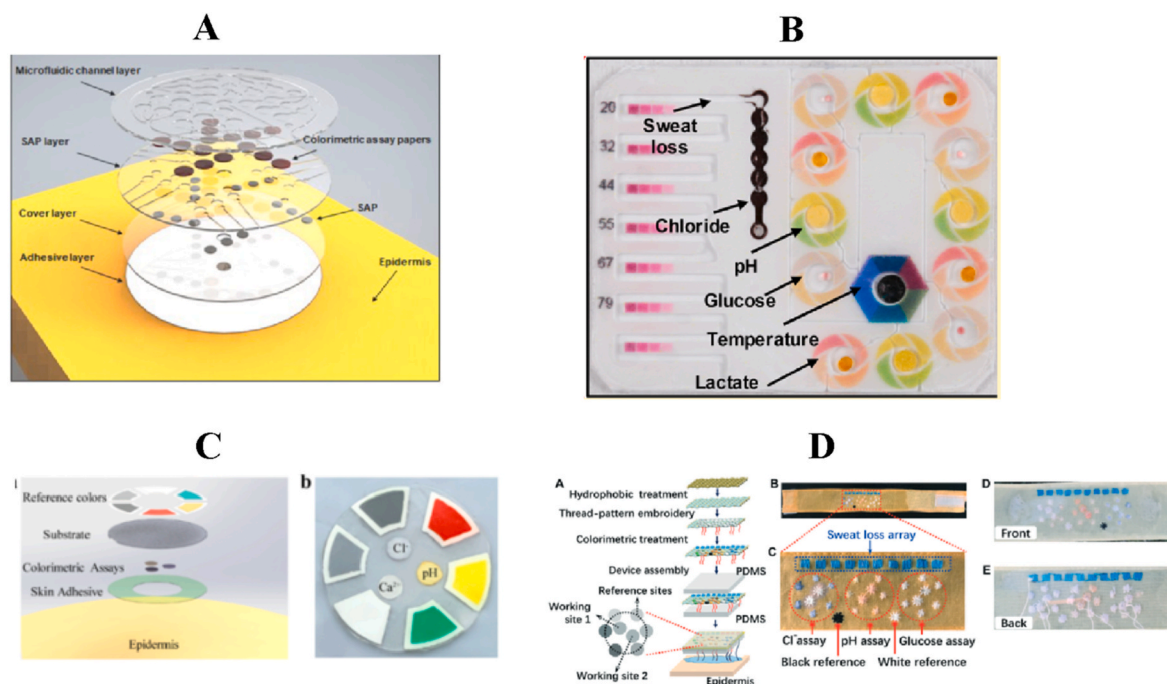 A
Microfluidic channel layer
SAP layer
Colorimetric assay papers
SAP
Cover layer
Adhesive layer
Epidermis
B
20
32
44
55
67
79
Sweat
loss
Chloride
pH
Glucose
Temperature
Lactate
C
Reference colors
Substrate
Colorimetric Assays
Skin Adhesive
Epidermis
b
Cl⁻
pH
Ca²⁺
D
A
Hydrophobic treatment
Thread-pattern embroidery
Colorimetric treatment
Device assembly
PDMS
PDMS
Reference sites
Working
site 1
Working site 2
Epidermis
B
Sweat loss array
C
Cl⁻assay
pH assay
Glucose assay
Black reference
White reference
D
Front
E
Back